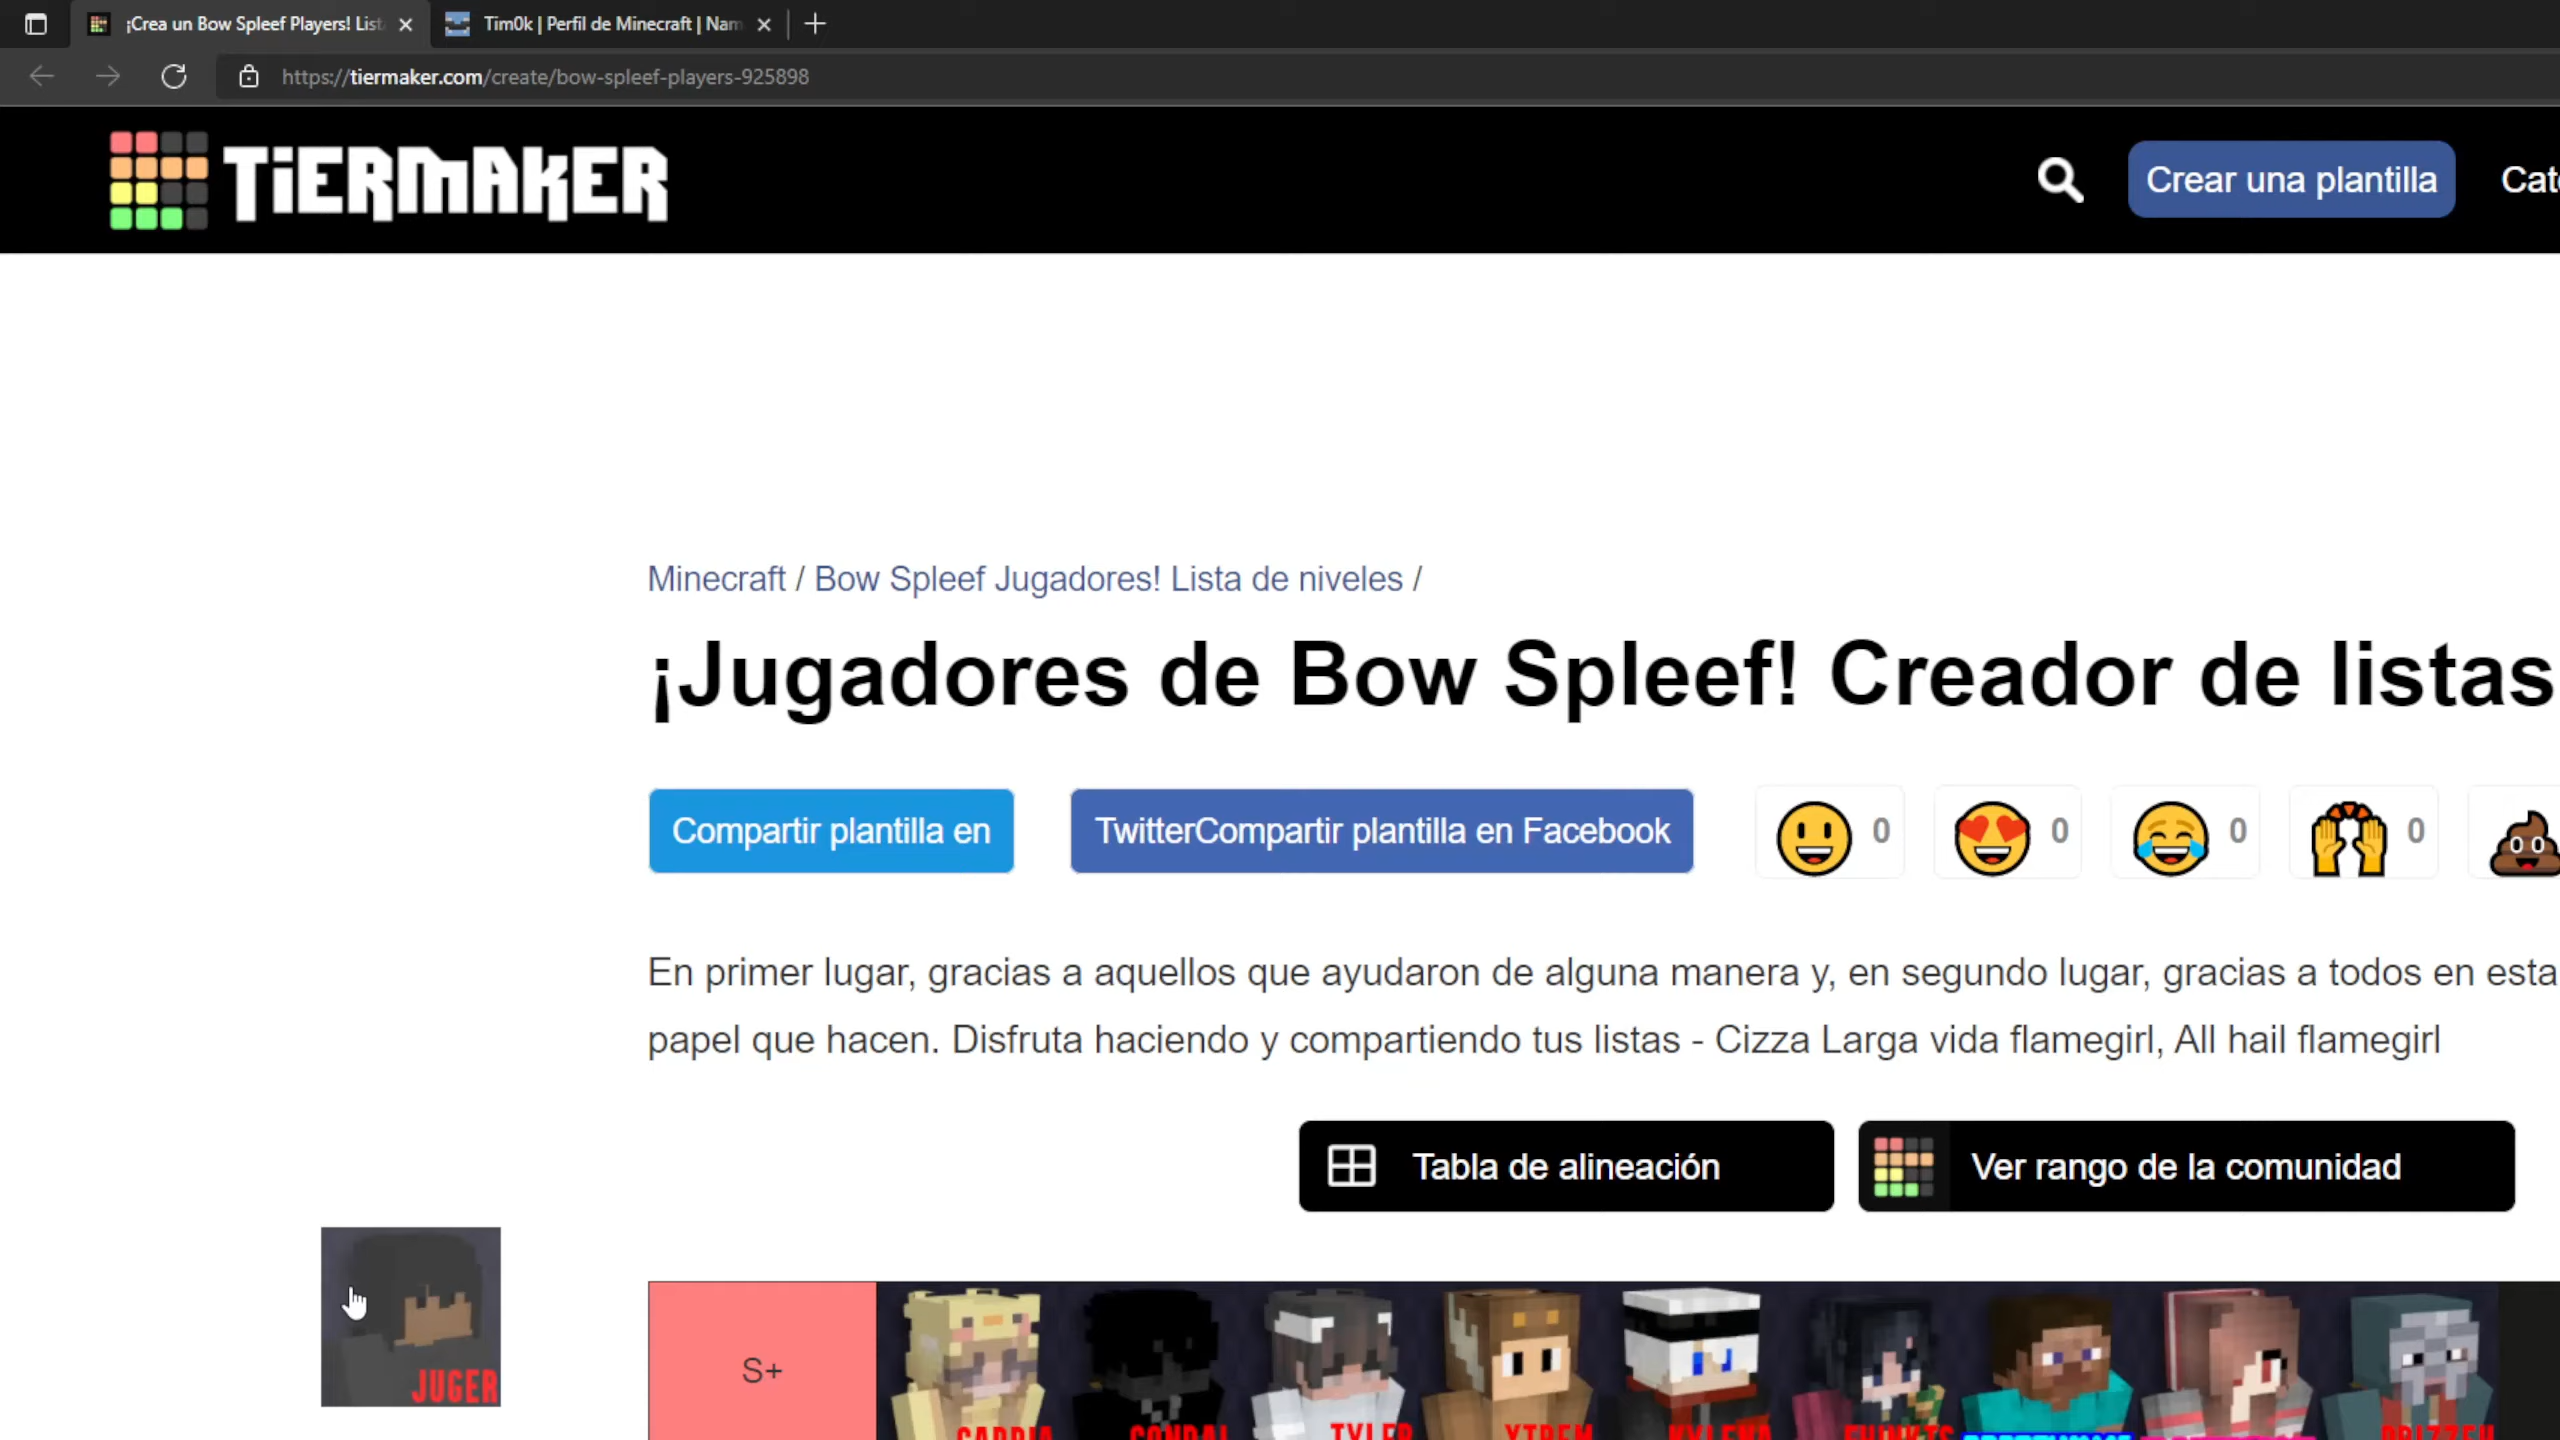 ¡Crea un Bow Spleef Players! List
Tim0k | Perfil de Minecraft | Nam
https://tiermaker.com/create/bow-spleef-players-925898
TiERMAKER
Crear una plantilla
Cat
Minecraft / Bow Spleef Jugadores! Lista de niveles /
¡Jugadores de Bow Spleef! Creador de listas
Compartir plantilla en
TwitterCompartir plantilla en Facebook
0
0
0
0
En primer lugar, gracias a aquellos que ayudaron de alguna manera y, en segundo lugar, gracias a todos en esta
papel que hacen. Disfruta haciendo y compartiendo tus listas - Cizza Larga vida flamegirl, All hail flamegirl
Tabla de alineación
Ver rango de la comunidad
JUGER
S+
TYLER
XTREM